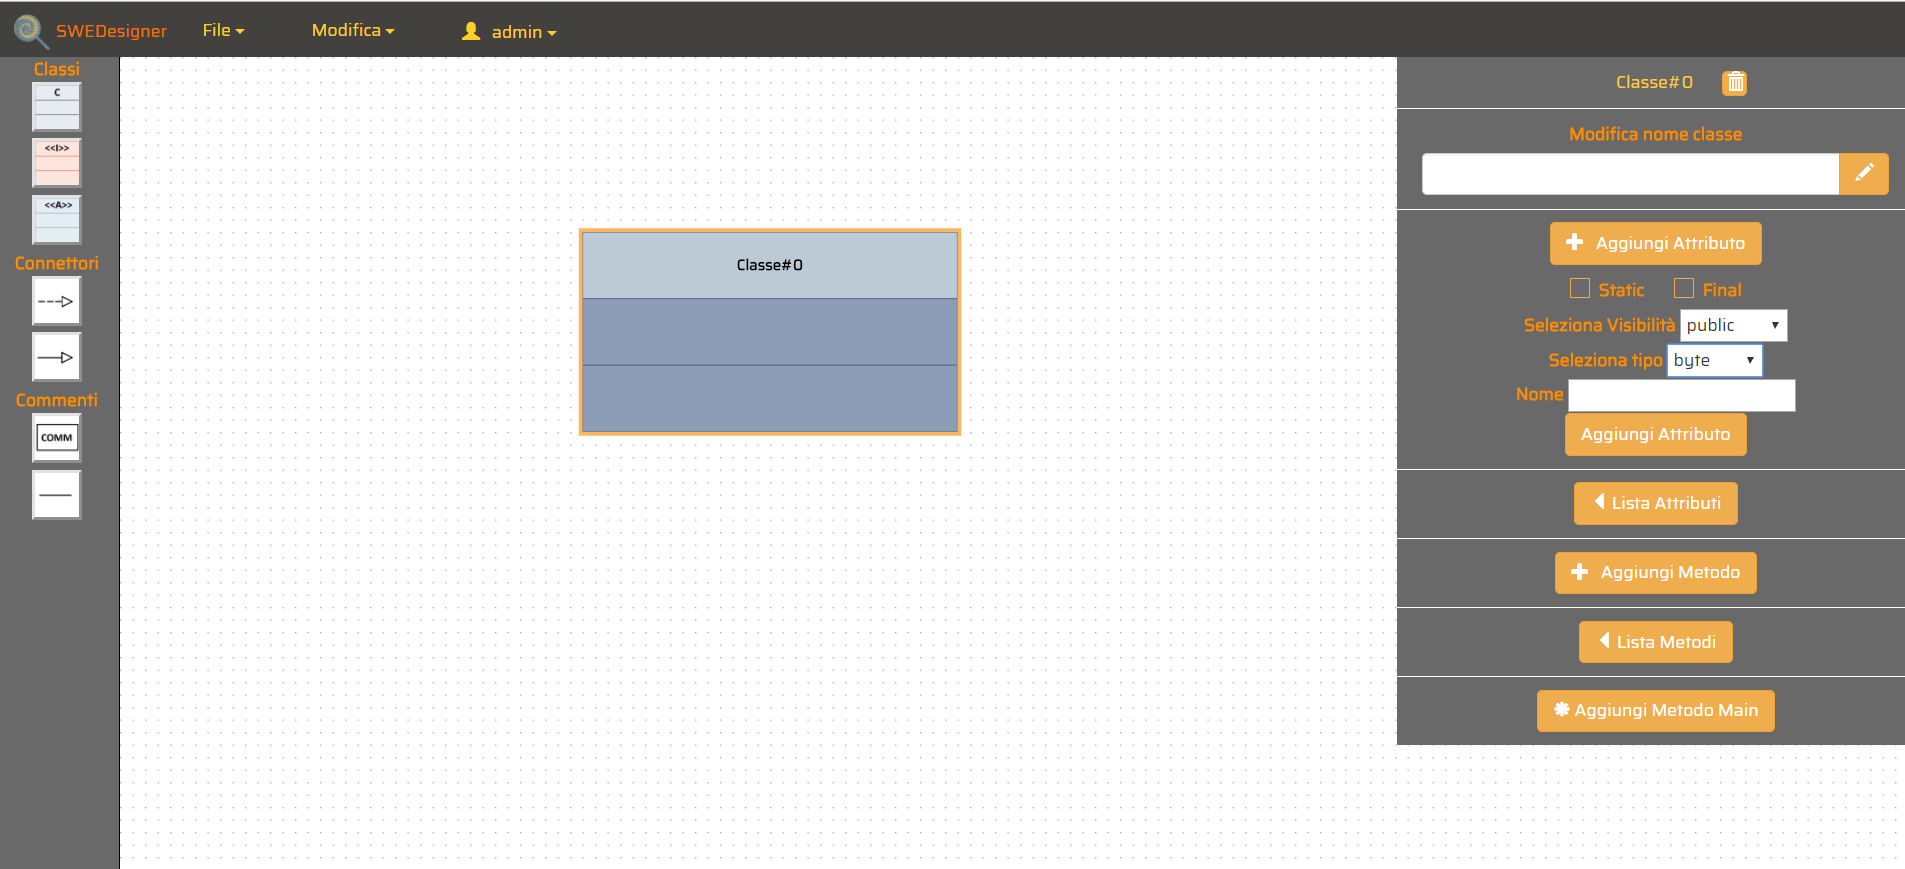 SWEDesigner File Modifica admin
Classi
C
<<I>>
<<A>>
Connettori
Commenti
COMM
Classe#0
Classe#0
Modifica nome classe
Aggiungi Attributo
Static Final
Seleziona Visibilità public
Seleziona tipo byte
Nome
Aggiungi Attributo
Lista Attributi
Aggiungi Metodo
Lista Metodi
Aggiungi Metodo Main